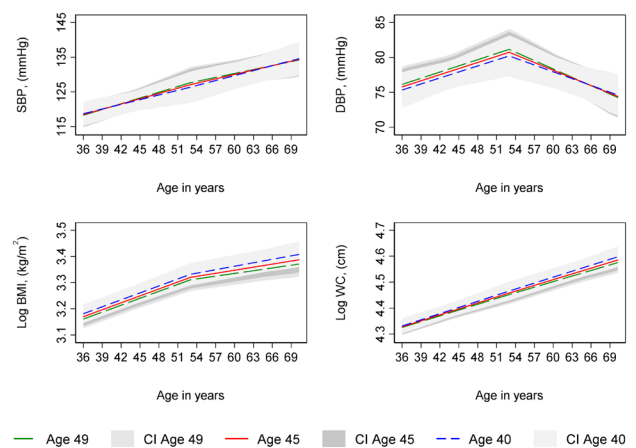 SBP, (mmHg)
145
135
125
115
36 39 42 45 48 51 54 57 60 63 66 69
Age in years
DBP, (mmHg)
85
80
75
70
36 39 42 45 48 51 54 57 60 63 66 69
Age in years
Log BMI, (kg/m²)
3.5
3.4
3.3
3.2
3.1
36 39 42 45 48 51 54 57 60 63 66 69
Age in years
Log WC, (cm)
4.7
4.6
4.5
4.4
4.3
36 39 42 45 48 51 54 57 60 63 66 69
Age in years
Age 49 CI Age 49 Age 45 CI Age 45 Age 40 CI Age 40